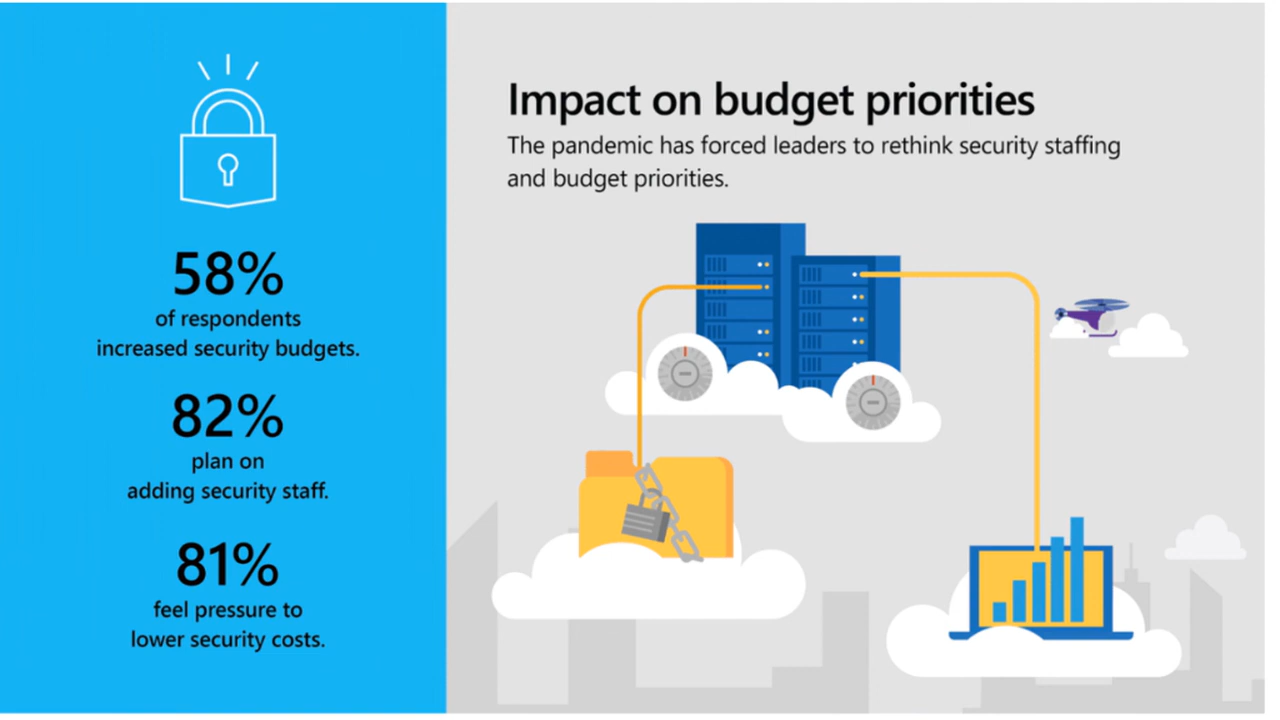 Impact on budget priorities
The pandemic has forced leaders to rethink security staffing
and budget priorities.
58%
of respondents
increased security budgets.
82%
plan on
adding security staff.
81%
feel pressure to
lower security costs.